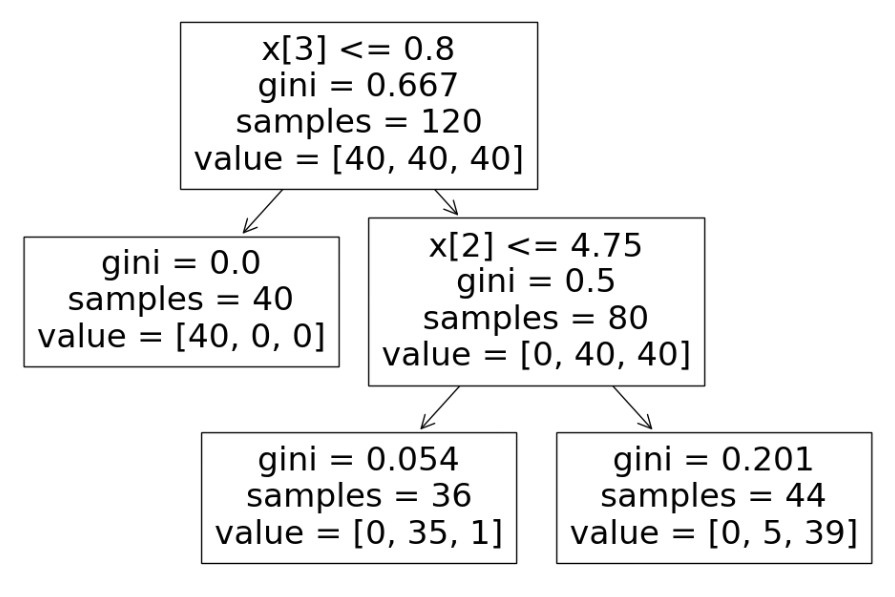 x[3] <= 0.8
gini = 0.667
samples = 120
value = [40, 40, 40]
gini = 0.0
samples = 40
value = [40, 0, 0]
x[2] <= 4.75
gini = 0.5
samples = 80
value = [0, 40, 40]
gini = 0.054
samples = 36
value = [0, 35, 1]
gini = 0.201
samples = 44
value = [0, 5, 39]